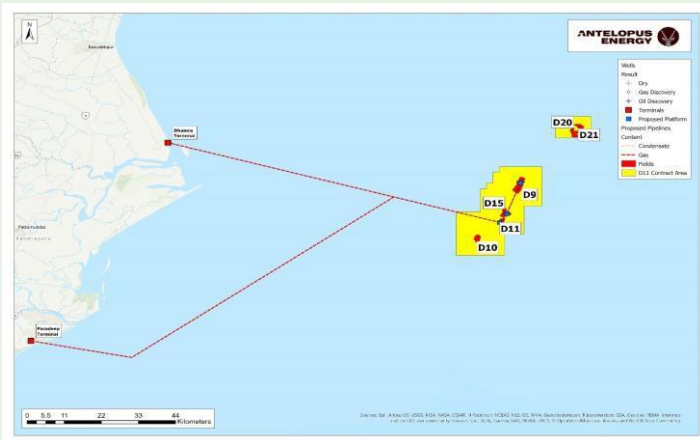 N
ANTELOPUS
ENERGY
Wells
Result
Dry
Gas Discovery
Oil Discovery
Terminals
Proposed Platform
Proposed Pipelines
Content
Condensate
Gas
Fields
D11 Contract Area
Dhamra
Terminal
D20
D21
D9
D15
D11
D10
Paradeep
Terminal
0 5.5 11 22 33 44
Kilometers